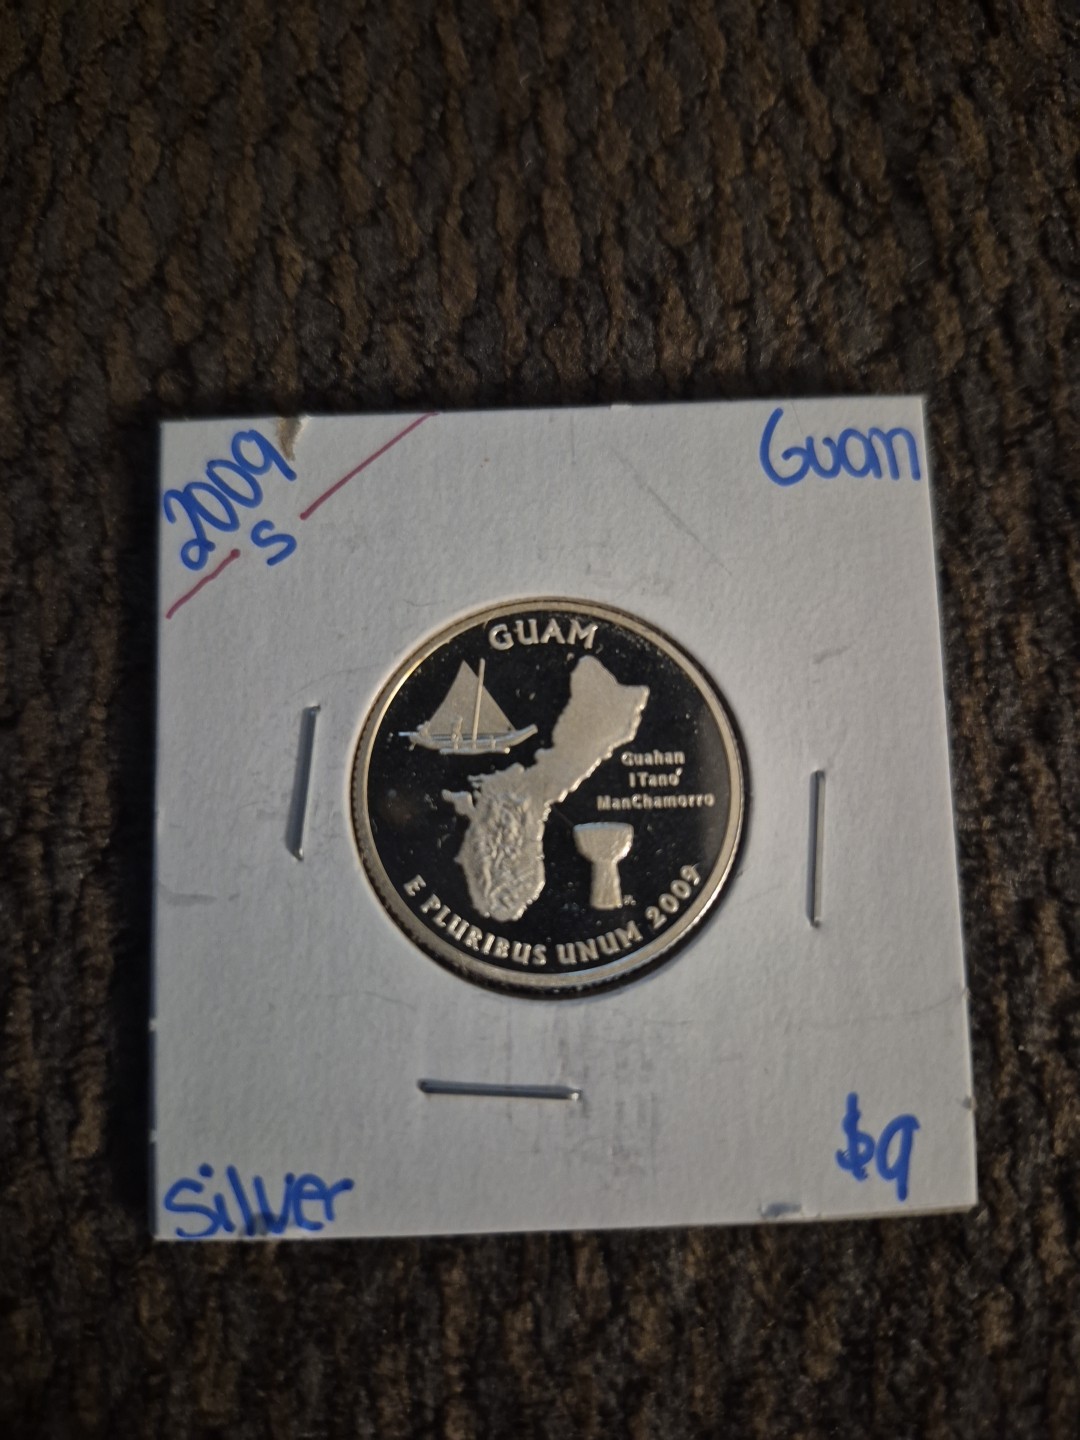 2009
S
Guam
GUAM
Guahan
I Tano'
ManChamorro
E PLURIBUS UNUM 2009
Silver
$9